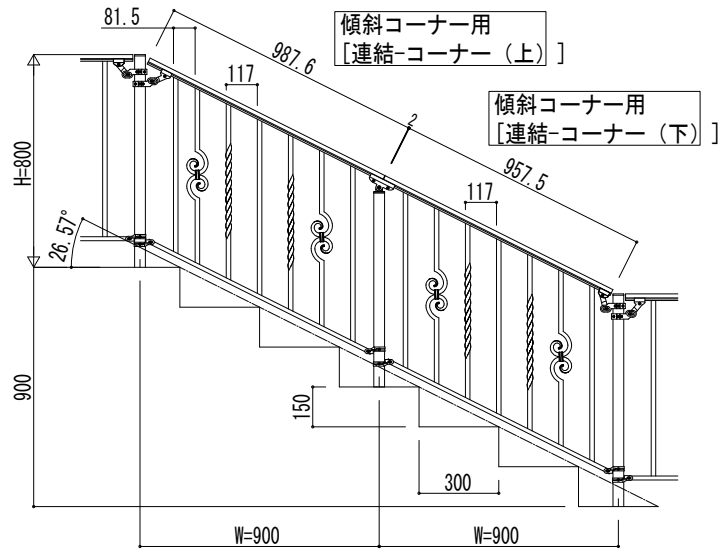 81.5
傾斜コーナー用
[連結-コーナー（上）]
987.6
117
傾斜コーナー用
[連結-コーナー（下）]
2
957.5
H=800
117
26.57°
900
150
300
W=900
W=900